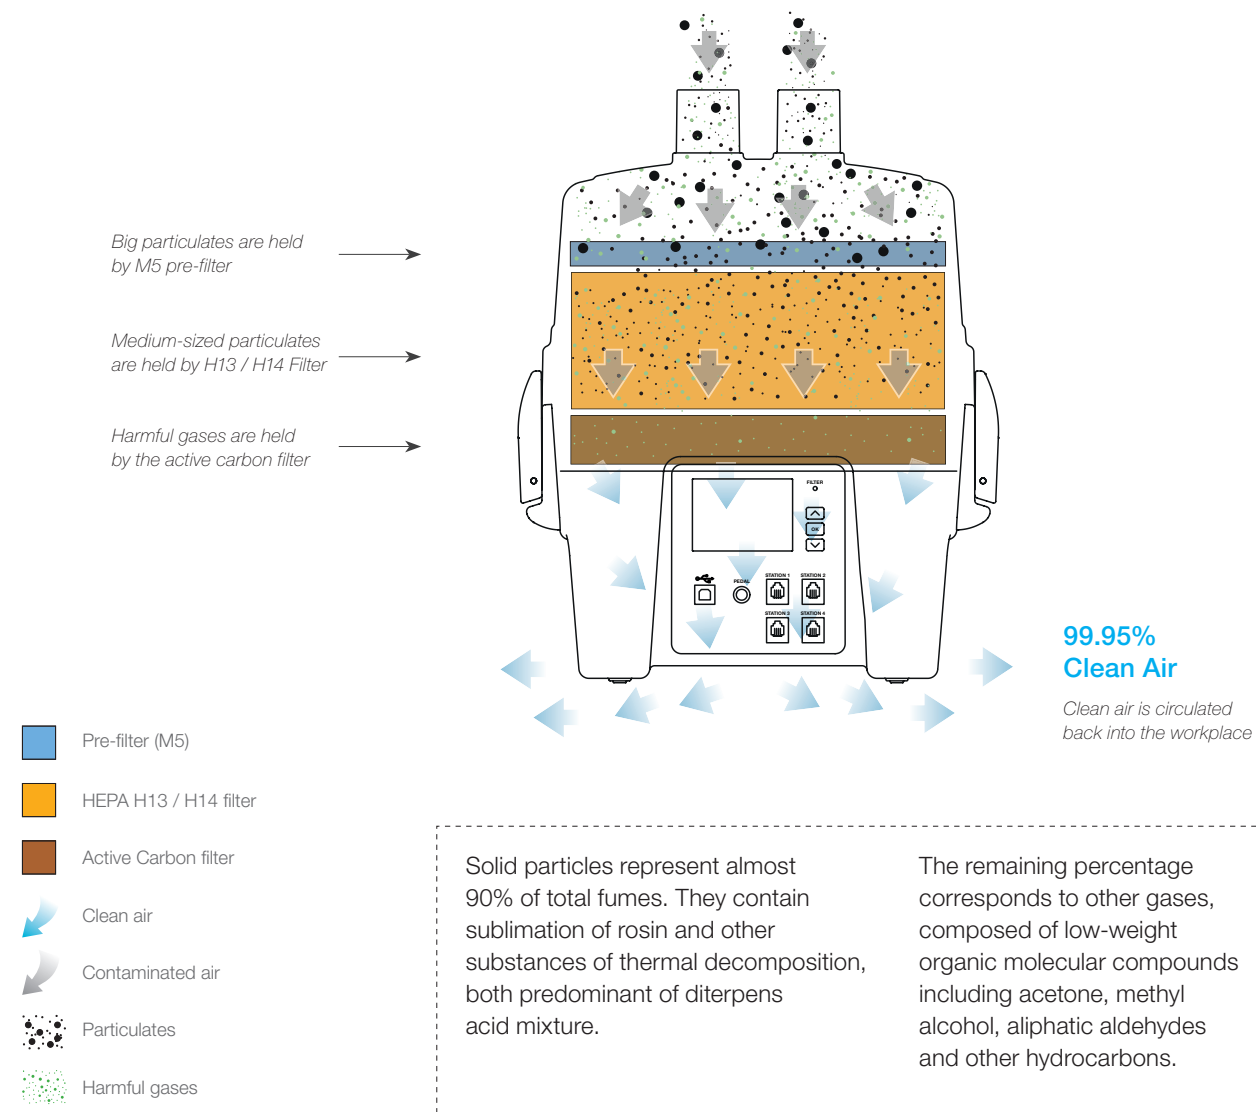 Big particulates are held
by M5 pre-filter
Medium-sized particulates
are held by H13 / H14 Filter
Harmful gases are held
by the active carbon filter
FILTER
OK
PEDAL
STATION 1
STATION 2
STATION 3
STATION 4
99.95%
Clean Air
Clean air is circulated
back into the workplace
Pre-filter (M5)
HEPA H13 / H14 filter
Active Carbon filter
Clean air
Contaminated air
Particulates
Harmful gases
Solid particles represent almost
90% of total fumes. They contain
sublimation of rosin and other
substances of thermal decomposition,
both predominant of diterpens
acid mixture.
The remaining percentage
corresponds to other gases,
composed of low-weight
organic molecular compounds
including acetone, methyl
alcohol, aliphatic aldehydes
and other hydrocarbons.